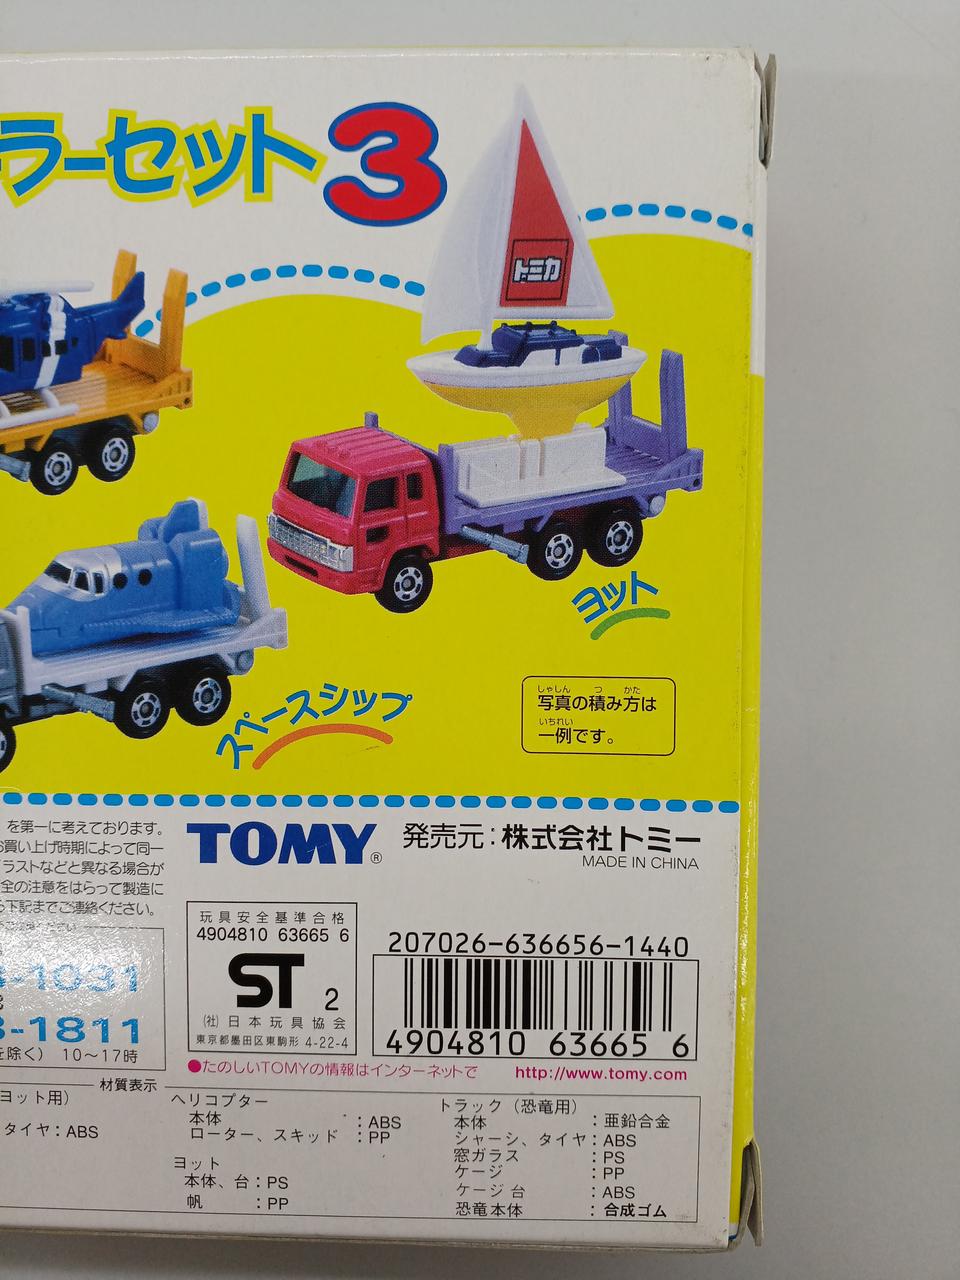 ラーセット3
トミカ
ヨット
スペースシップ
しゃしん つ かた
写真の積み方は
いちれい
一例です。
を第一に考えております。
お買い上げ時期によって同一
ラストなどと異なる場合が
全の注意をはらって製造に
下記までご連絡ください。
-1031
3-1811
を除く) 10〜17時
TOMY®
発売元:株式会社トミー
MADE IN CHINA
玩具安全基準合格
4904810 63665 6
ST 2
(社)日本玩具協会
東京都墨田区東駒形 4-22-4
207026-636656-1440
4904810 63665 6
●たのしいTOMYの情報はインターネットで http://www.tomy.com
材質表示
ヨット用)
タイヤ:ABS
ヘリコプター
本体 :ABS
ローター、スキッド :PP
ヨット
本体、台:PS
帆 :PP
トラック(恐竜用)
本体 :亜鉛合金
シャーシ、タイヤ:ABS
窓ガラス :PS
ケージ :PP
ケージ台 :ABS
恐竜本体 :合成ゴム